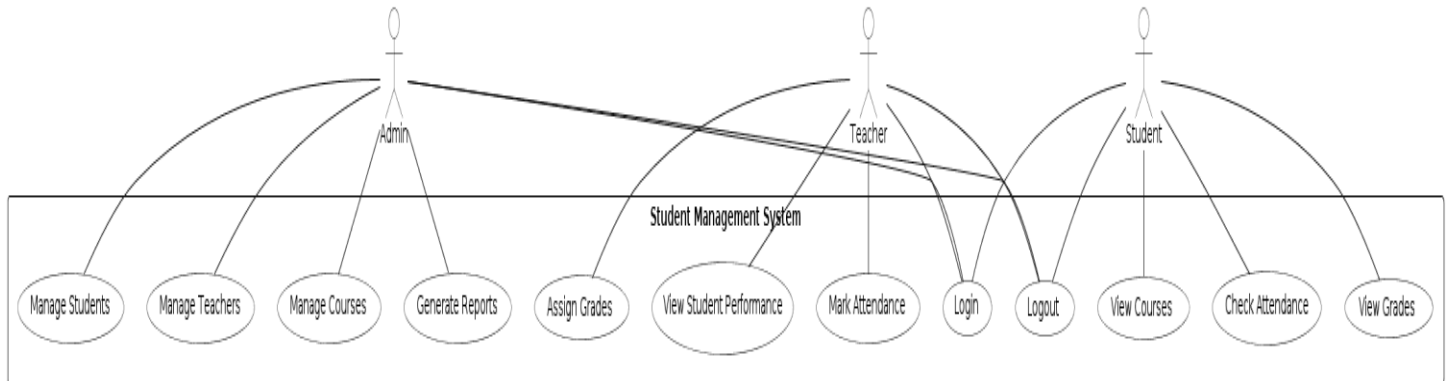 Admin
Teacher
Student
Student Management System
Manage Students
Manage Teachers
Manage Courses
Generate Reports
Assign Grades
View Student Performance
Mark Attendance
Login
Logout
View Courses
Check Attendance
View Grades